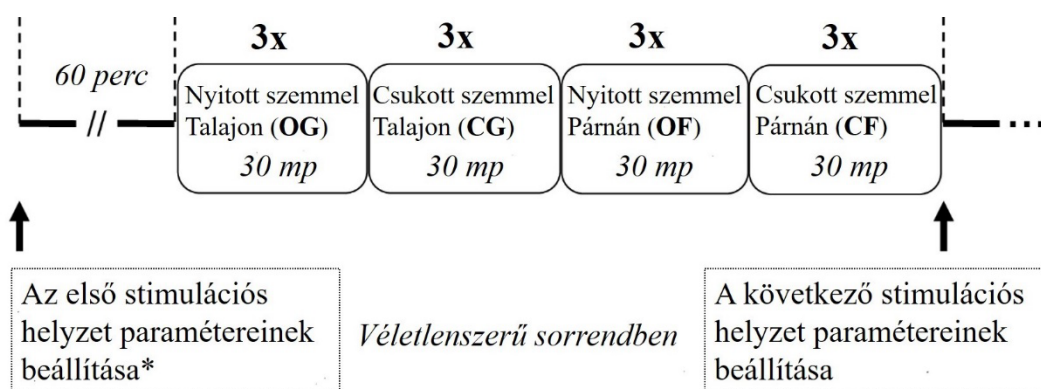 3x
3x
3x
3x
60 perc
//
Nyitott szemmel
Talajon (OG)
30 mp
Csukott szemmel
Talajon (CG)
30 mp
Nyitott szemmel
Párnán (OF)
30 mp
Csukott szemmel
Párnán (CF)
30 mp
Az első stimulációs
helyzet paramétereinek
beállítása*
Véletlenszerű sorrendben
A következő stimulációs
helyzet paramétereinek
beállítása